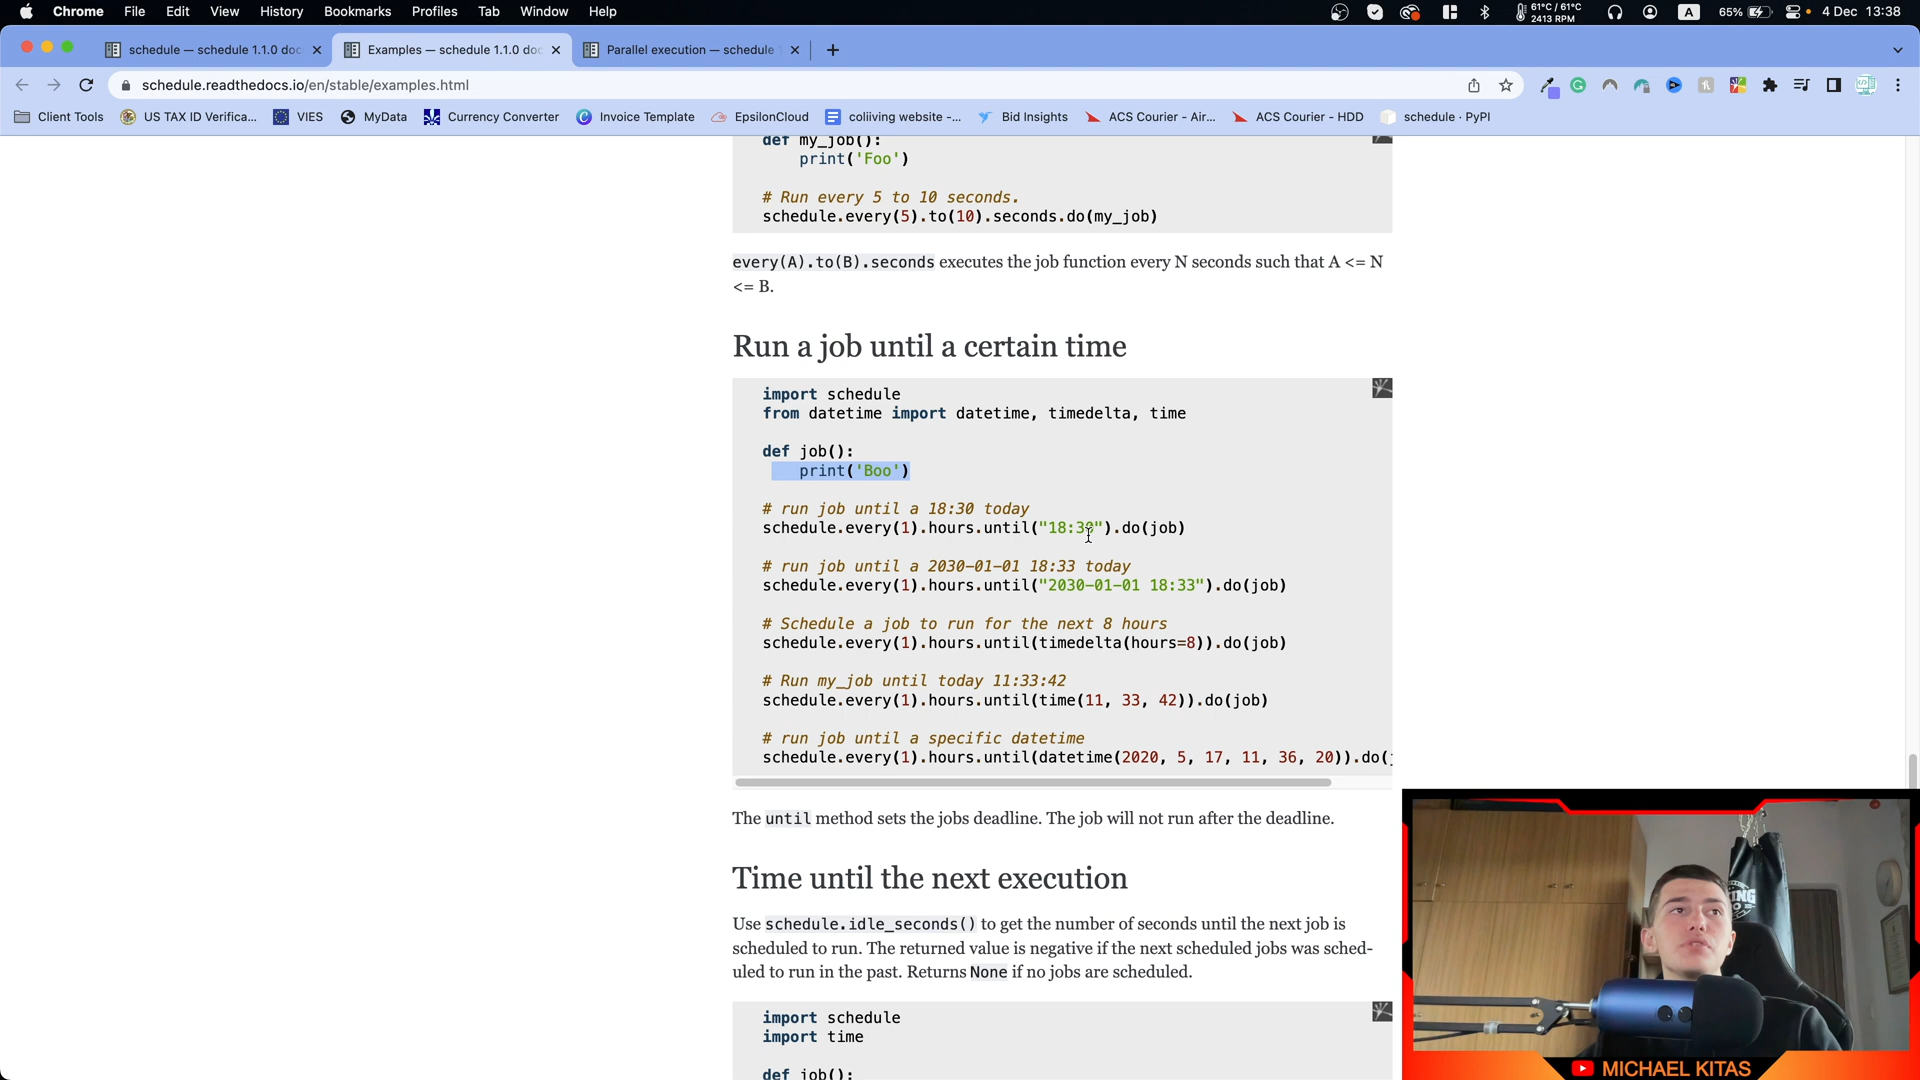 Chrome File Edit View History Bookmarks Profiles Tab Window Help
61°C / 61°C
2413 RPM
A 65% 4 Dec 13:38
schedule — schedule 1.1.0 doc
Examples — schedule 1.1.0 doc
Parallel execution — schedule 1
schedule.readthedocs.io/en/stable/examples.html
Client Tools US TAX ID Verifica... VIES MyData Currency Converter Invoice Template EpsilonCloud coliiving website -... Bid Insights ACS Courier - Air... ACS Courier - HDD schedule · PyPI
def my_job():
print('Foo')
# Run every 5 to 10 seconds.
schedule.every(5).to(10).seconds.do(my_job)
every(A).to(B).seconds executes the job function every N seconds such that A <= N
<= B.
Run a job until a certain time
import schedule
from datetime import datetime, timedelta, time
def job():
print('Boo')
# run job until a 18:30 today
schedule.every(1).hours.until("18:30").do(job)
# run job until a 2030-01-01 18:33 today
schedule.every(1).hours.until("2030-01-01 18:33").do(job)
# Schedule a job to run for the next 8 hours
schedule.every(1).hours.until(timedelta(hours=8)).do(job)
# Run my_job until today 11:33:42
schedule.every(1).hours.until(time(11, 33, 42)).do(job)
# run job until a specific datetime
schedule.every(1).hours.until(datetime(2020, 5, 17, 11, 36, 20)).do(j
The until method sets the jobs deadline. The job will not run after the deadline.
Time until the next execution
Use schedule.idle_seconds() to get the number of seconds until the next job is
scheduled to run. The returned value is negative if the next scheduled jobs was sched-
uled to run in the past. Returns None if no jobs are scheduled.
import schedule
import time
def job():
MICHAEL KITAS